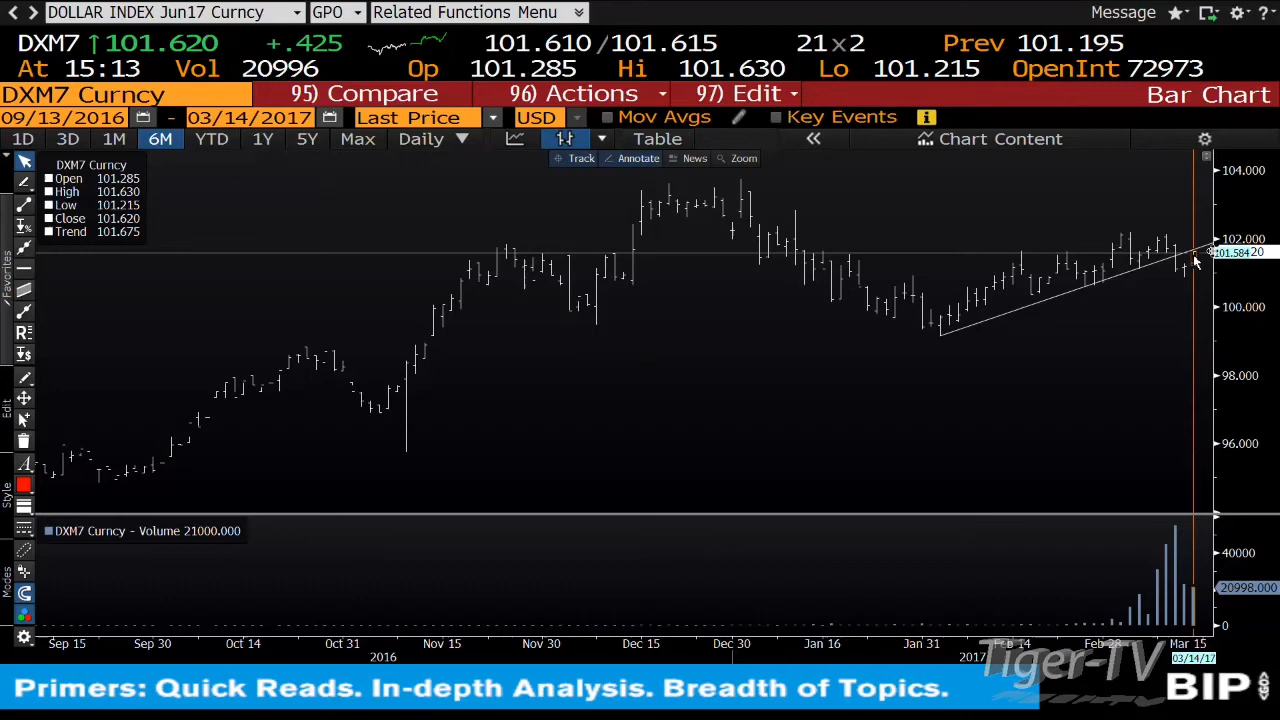 DOLLAR INDEX Jun17 Curncy GPO Related Functions Menu Message ?
DXM7 ↑101.620 +.425 101.610/101.615 21x2 Prev 101.195
At 15:13 Vol 20996 Op 101.285 Hi 101.630 Lo 101.215 OpenInt 72973
DXM7 Curncy 95) Compare 96) Actions 97) Edit Bar Chart
09/13/2016 - 03/14/2017 Last Price USD Mov Avgs Key Events
1D 3D 1M 6M YTD 1Y 5Y Max Daily Table « Chart Content
Track Annotate News Zoom
DXM7 Curncy
Open 101.285
High 101.630
Low 101.215
Close 101.620
Trend 101.675
Favorites
Edit
Style
Modes
104.000
102.000
101.584
20
100.000
98.000
96.000
DXM7 Curncy - Volume 21000.000
40000
20998.000
0
Sep 15 Sep 30 Oct 14 Oct 31 Nov 15 Nov 30 Dec 15 Dec 30 Jan 16 Jan 31 Feb 14 Feb 28 Mar 15
2016 2017 03/14/17
Tiger-TV
Primers: Quick Reads. In-depth Analysis. Breadth of Topics.
BIP